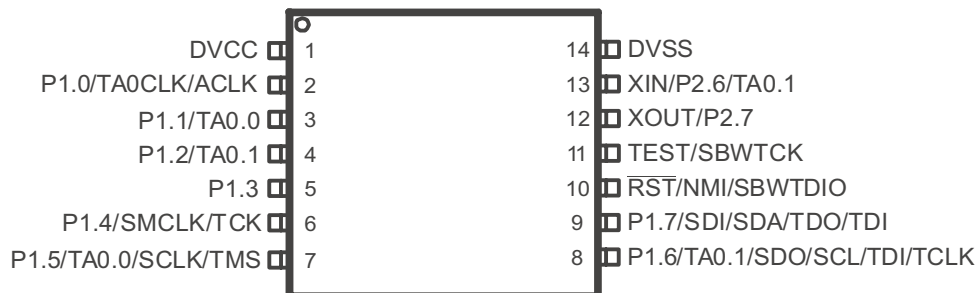 DVCC 1 14 DVSS
P1.0/TA0CLK/ACLK 2 13 XIN/P2.6/TA0.1
P1.1/TA0.0 3 12 XOUT/P2.7
P1.2/TA0.1 4 11 TEST/SBWTCK
P1.3 5 10 RST/NMI/SBWTDIO
P1.4/SMCLK/TCK 6 9 P1.7/SDI/SDA/TDO/TDI
P1.5/TA0.0/SCLK/TMS 7 8 P1.6/TA0.1/SDO/SCL/TDI/TCLK